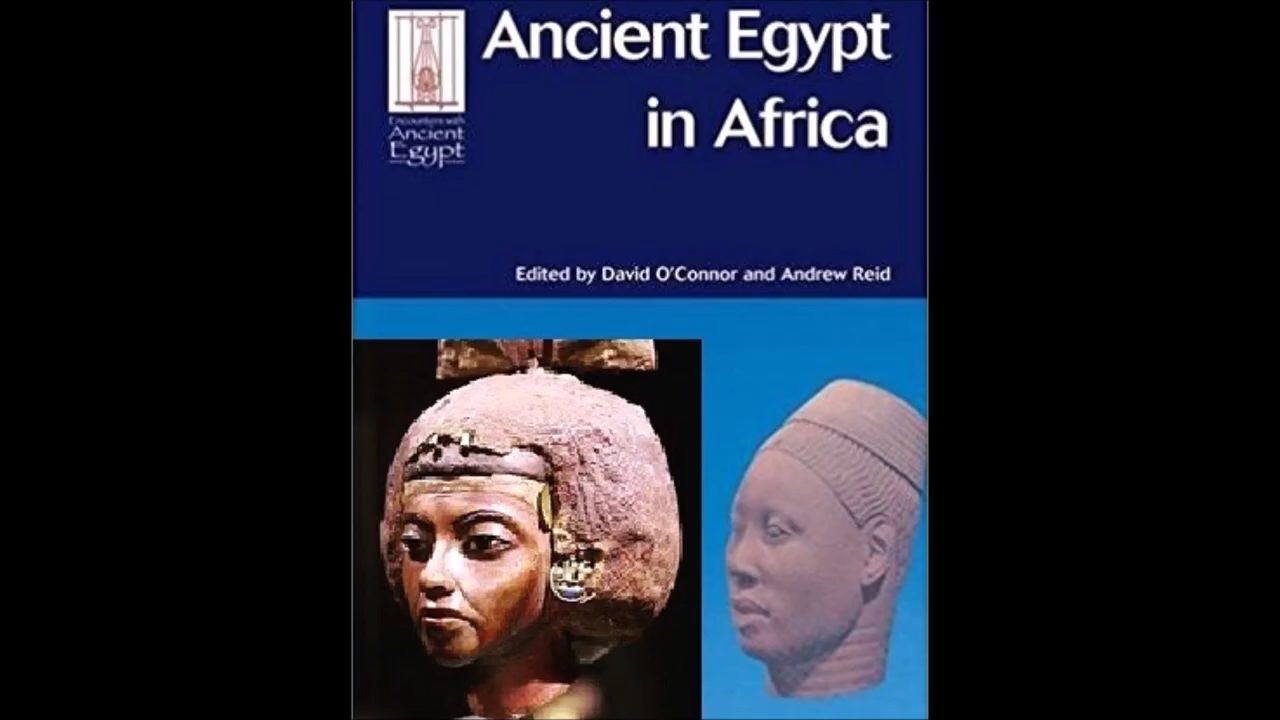 Ancient Egypt
in Africa
Encounters with
Ancient
Egypt
Edited by David O'Connor and Andrew Reid